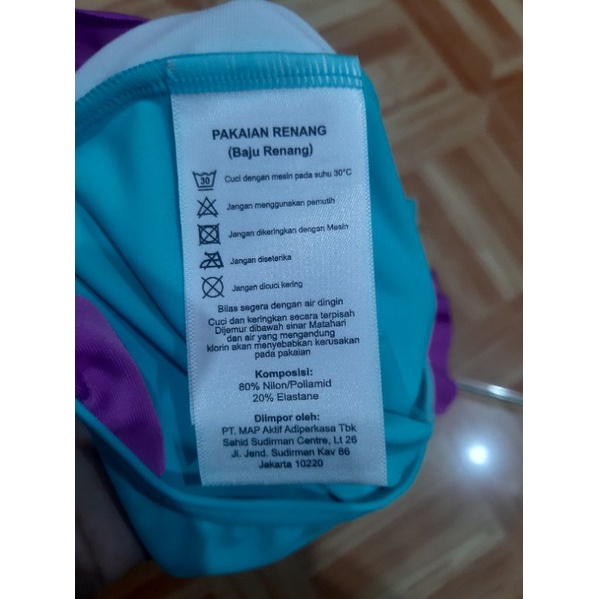 PAKAIAN RENANG
(Baju Renang)
30 Cuci dengan mesin pada suhu 30°C
Jangan menggunakan pemutih
Jangan dikeringkan dengan Mesin
Jangan diseterika
Jangan dicuci kering
Bilas segera dengan air dingin
Cuci dan keringkan secara terpisah
Dijemur dibawah sinar Matahari
dan air yang mengandung
klorin akan menyebabkan kerusakan
pada pakaian
Komposisi:
80% Nilon/Poliamid
20% Elastane
Diimpor oleh:
PT. MAP Aktif Adiperkasa Tbk
Sahid Sudirman Centre, Lt 26
Jl. Jend. Sudirman Kav 86
Jakarta 10220